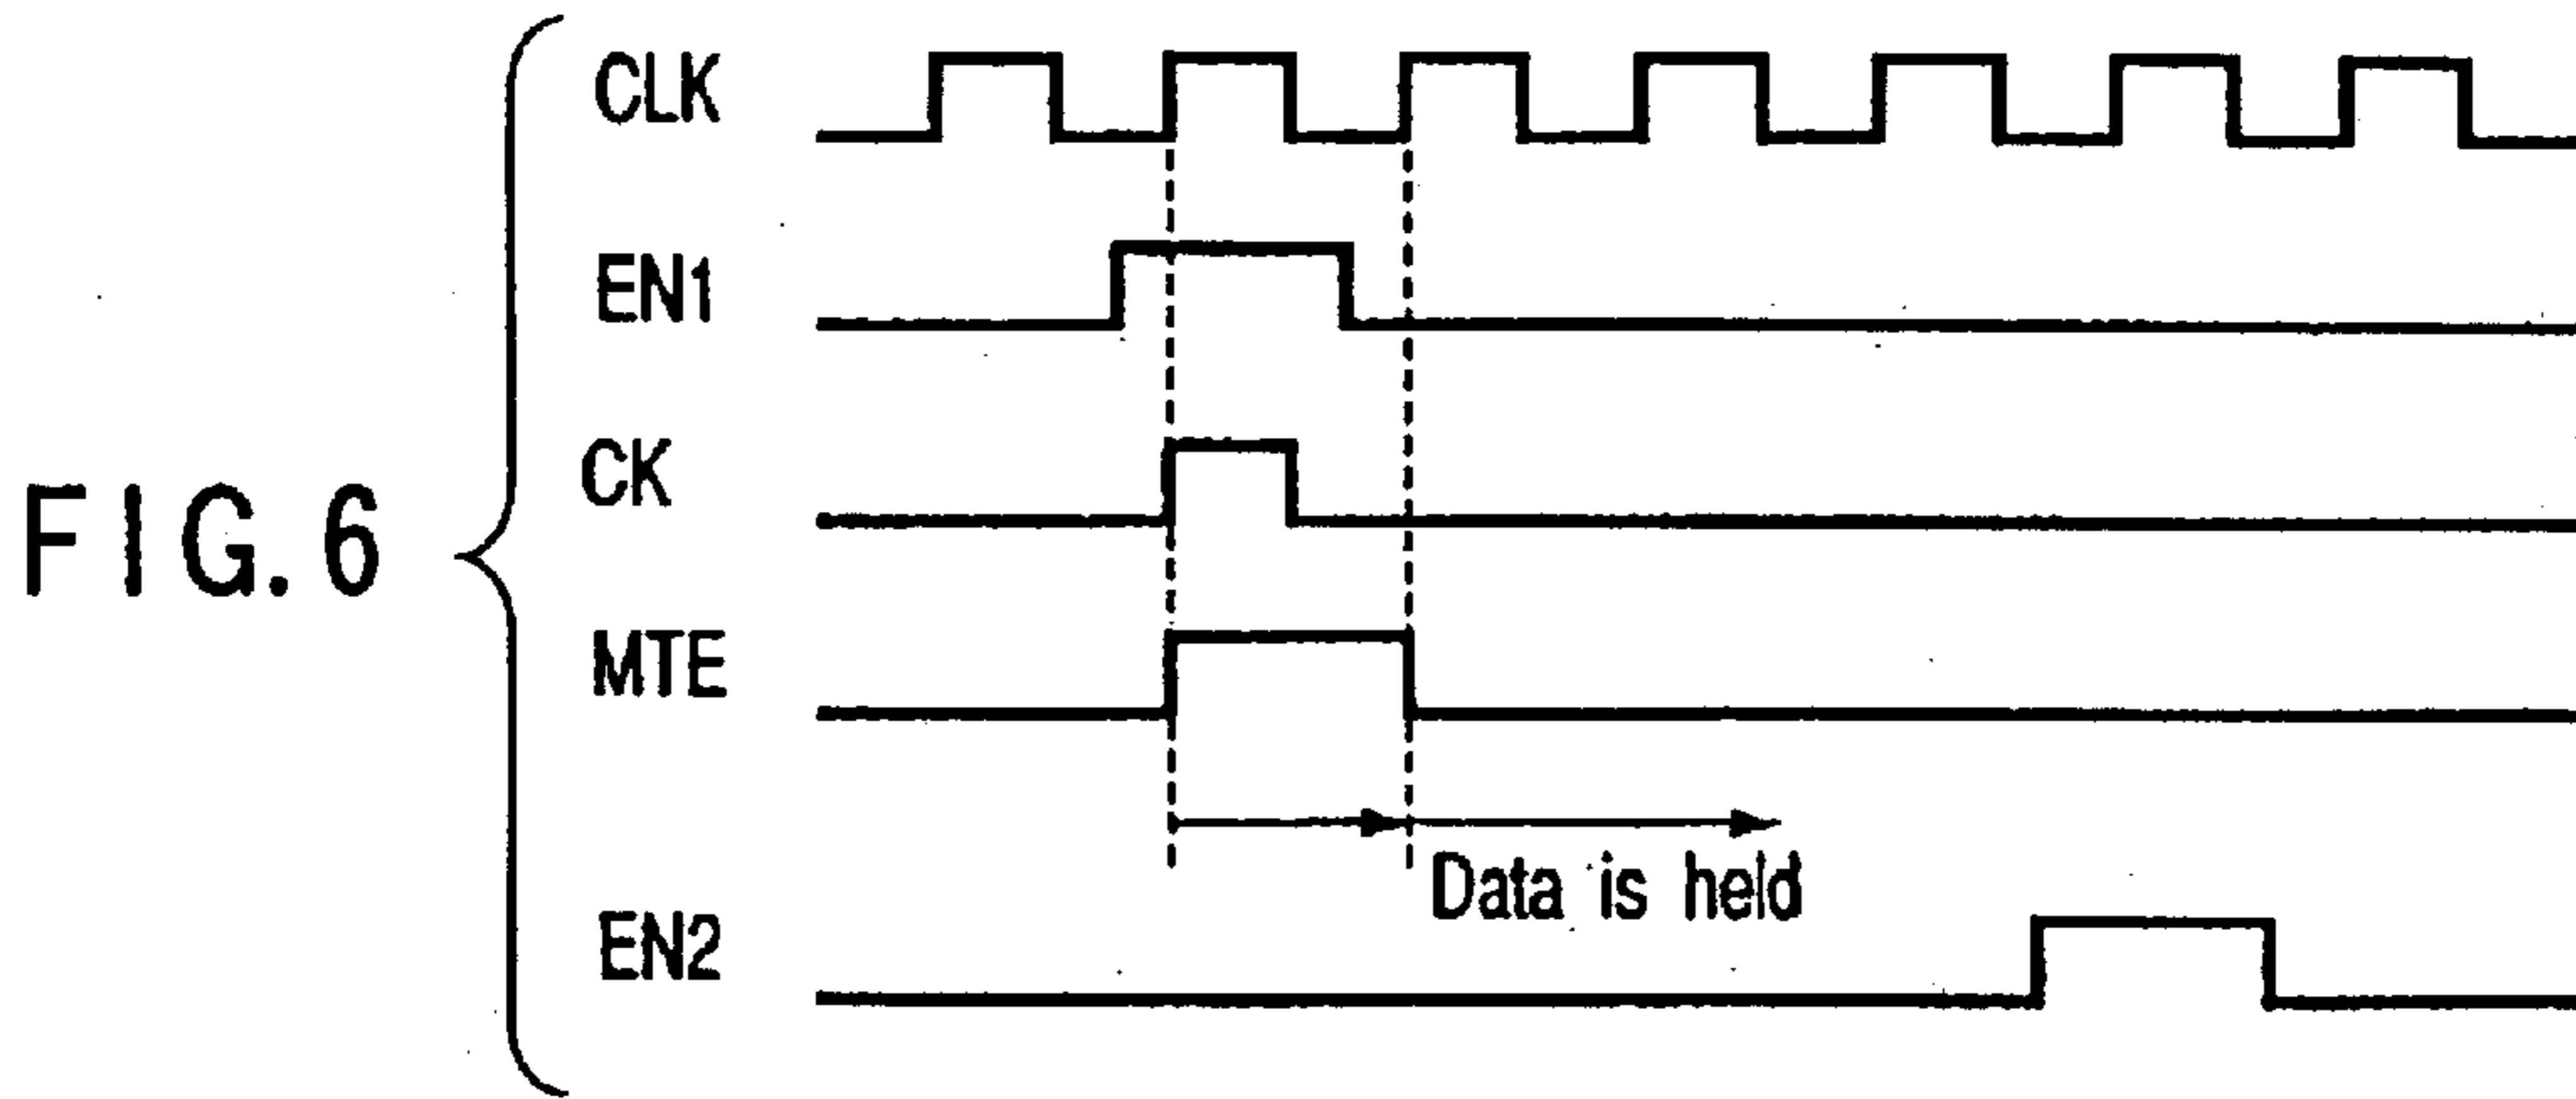 FIG. 6
CLK
EN1
CK
MTE
Data is held
EN2